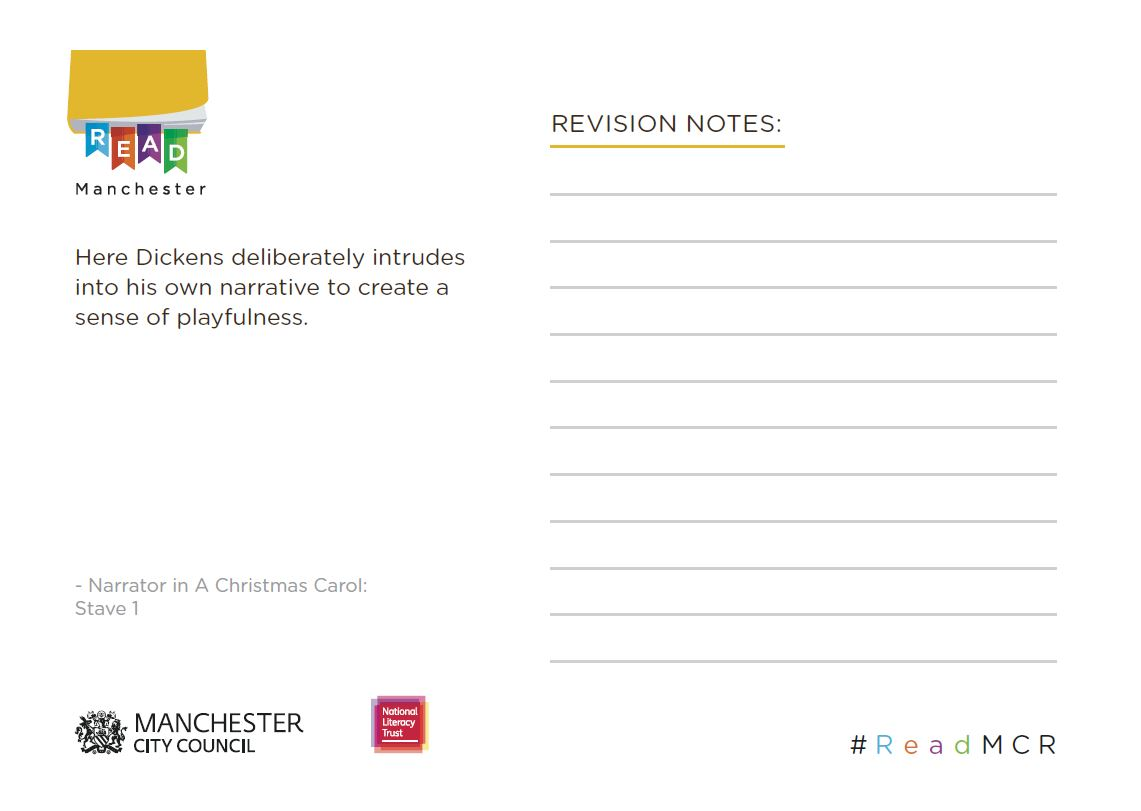 READ
Manchester
Here Dickens deliberately intrudes
into his own narrative to create a
sense of playfulness.
- Narrator in A Christmas Carol:
Stave 1
MANCHESTER
CITY COUNCIL
National
Literacy
Trust
REVISION NOTES:
#ReadMCR